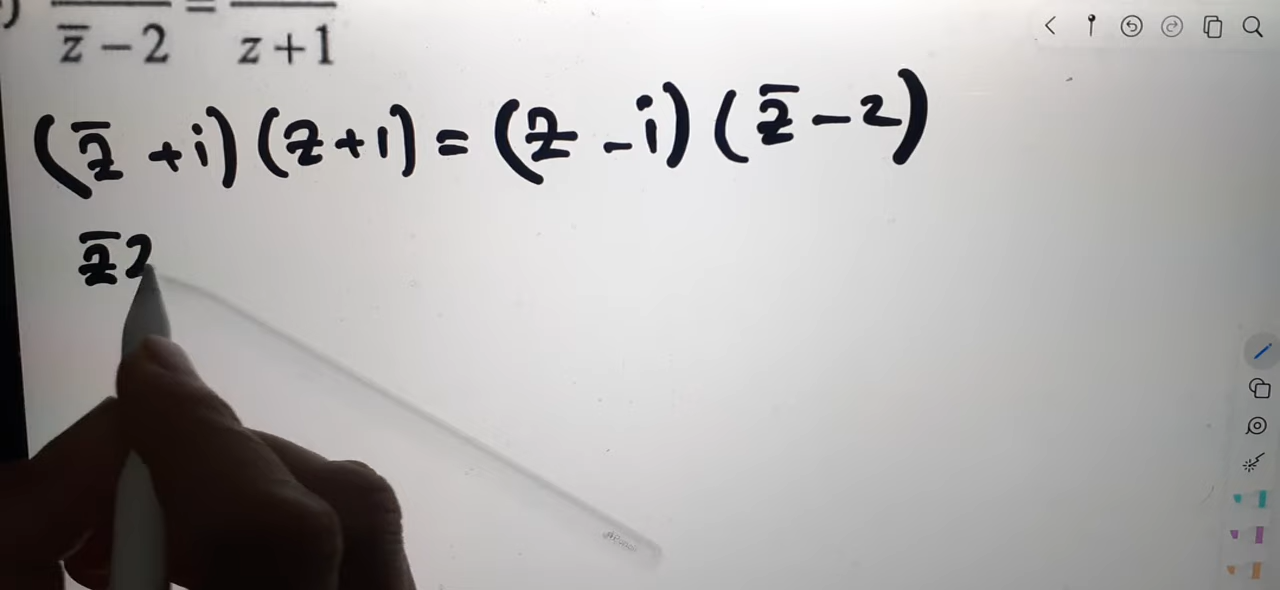 z̅ − 2 = z + 1
(z̅ + i) (z + 1) = (z − i) (z̅ − 2)
z̅ z